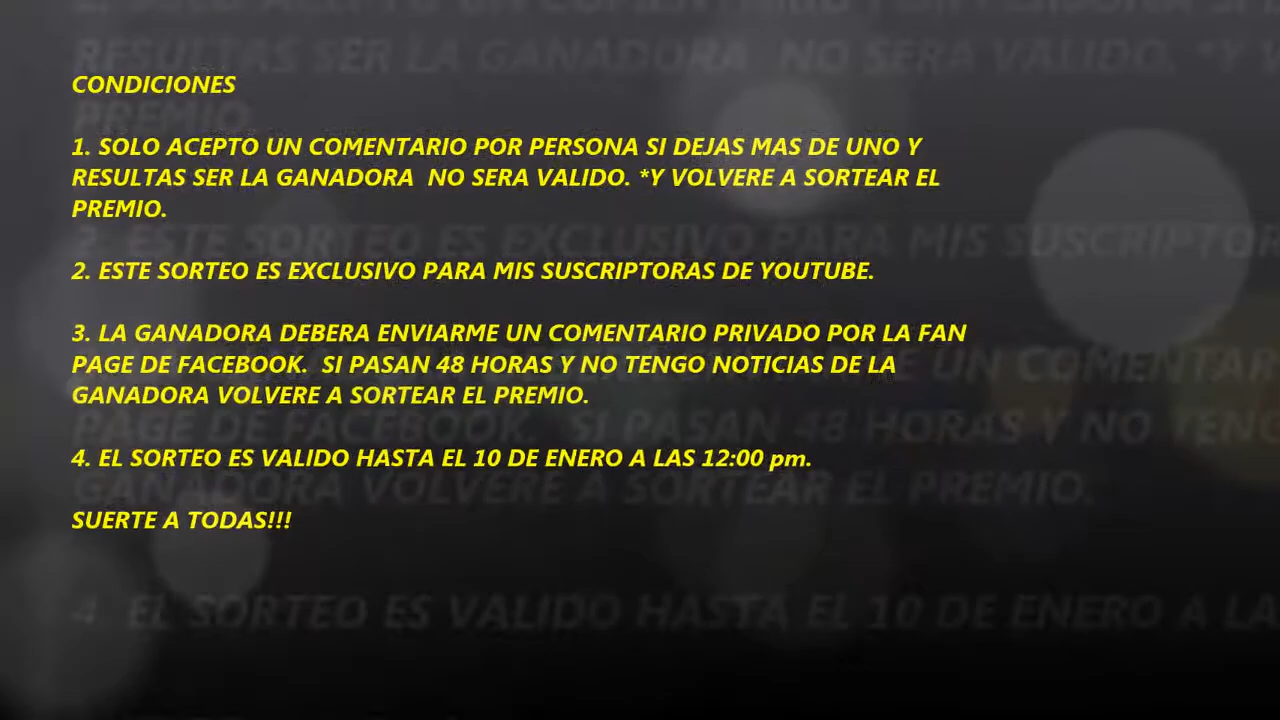 CONDICIONES
1. SOLO ACEPTO UN COMENTARIO POR PERSONA SI DEJAS MAS DE UNO Y
RESULTAS SER LA GANADORA  NO SERA VALIDO. *Y VOLVERE A SORTEAR EL
PREMIO.
2. ESTE SORTEO ES EXCLUSIVO PARA MIS SUSCRIPTORAS DE YOUTUBE.
3. LA GANADORA DEBERA ENVIARME UN COMENTARIO PRIVADO POR LA FAN
PAGE DE FACEBOOK.  SI PASAN 48 HORAS Y NO TENGO NOTICIAS DE LA
GANADORA VOLVERE A SORTEAR EL PREMIO.
4. EL SORTEO ES VALIDO HASTA EL 10 DE ENERO A LAS 12:00 pm.
SUERTE A TODAS!!!